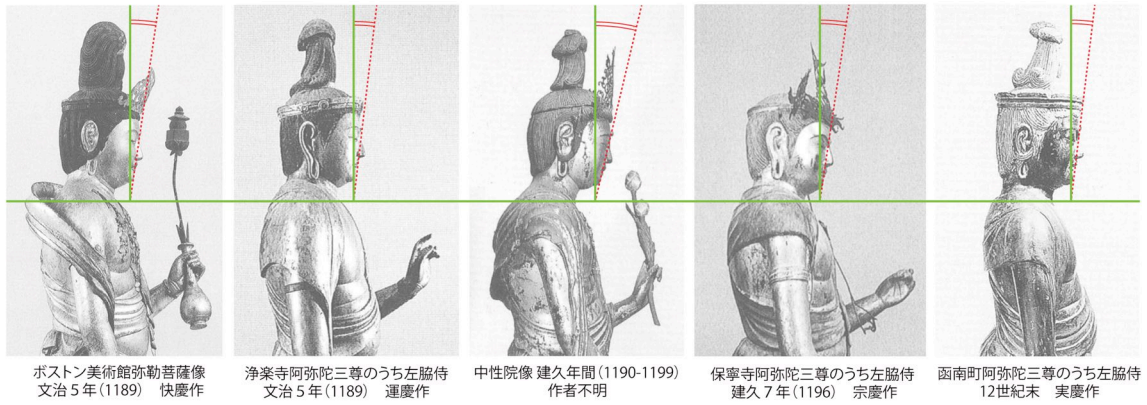 ボストン美術館弥勒菩薩像
文治5年(1189) 快慶作
浄楽寺阿弥陀三尊のうち左脇侍
文治5年(1189) 運慶作
中性院像 建久年間(1190-1199)
作者不明
保寧寺阿弥陀三尊のうち左脇侍
建久7年(1196) 宗慶作
函南町阿弥陀三尊のうち左脇侍
12世紀末 実慶作